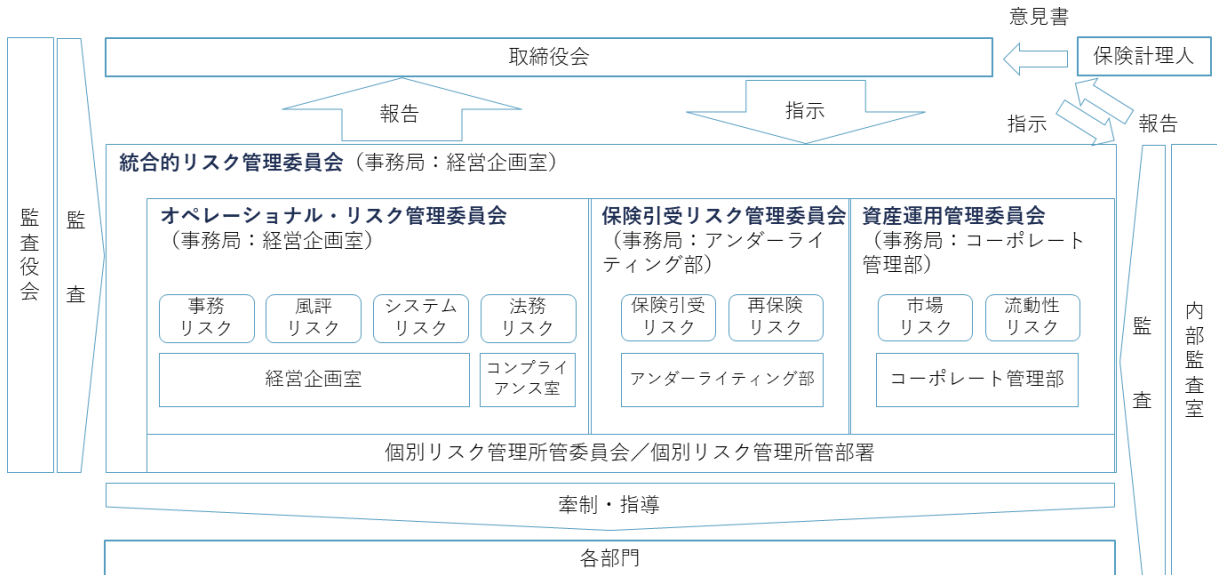 意見書
取締役会
保険計理人
報告
指示
指示
報告
統合的リスク管理委員会（事務局：経営企画室）
監査役会
監査
オペレーショナル・リスク管理委員会
（事務局：経営企画室）
保険引受リスク管理委員会
（事務局：アンダーライ
ティング部）
資産運用管理委員会
（事務局：コーポレート
管理部）
事務
リスク
風評
リスク
システム
リスク
法務
リスク
保険引受
リスク
再保険
リスク
市場
リスク
流動性
リスク
経営企画室
コンプライ
アンス室
アンダーライティング部
コーポレート管理部
監査
内部監査室
個別リスク管理所管委員会／個別リスク管理所管部署
牽制・指導
各部門